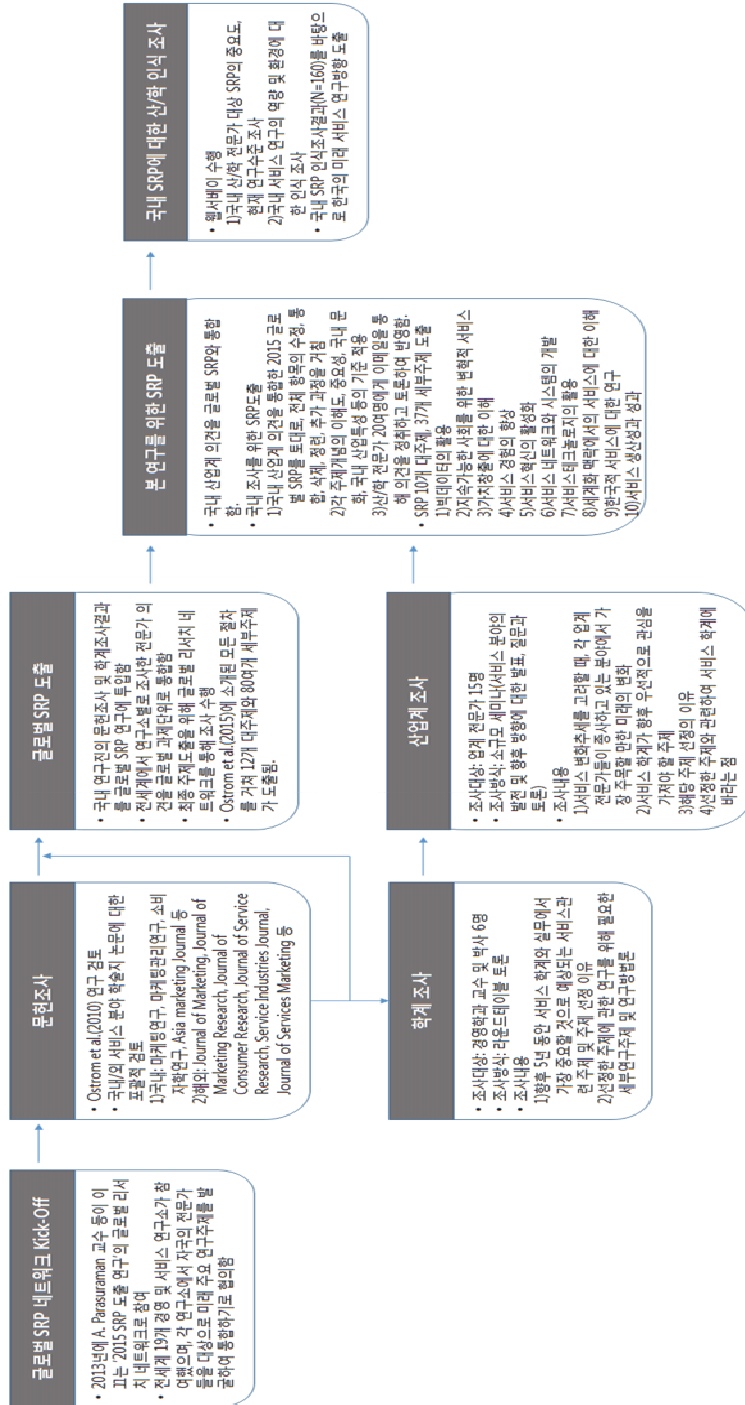 글로벌 SRP 네트워크 Kick-Off
• 2013년에 A. Parasuraman 교수 등이 이
끄는 '2015 SRP 도출 연구'의 글로벌 리서
치 네트워크로 참여
• 전세계 19개 경영 및 서비스 연구소가 참
여했으며, 각 연구소에서 자국의 전문가
들을 대상으로 미래 주요 연구주제를 발
굴하여 통합하기로 협의함
문헌조사
• Ostrom et al.(2010) 연구 검토
• 국내/외 서비스 분야 학술지 논문에 대한
포괄적 검토
1)국내: 마케팅연구, 마케팅관리연구, 소비
자학연구, Asia marketing Journal 등
2)해외: Journal of Marketing, Journal of
Marketing Research, Journal of
Consumer Research, Journal of Service
Research, Service Industries Journal,
Journal of Services Marketing 등
학계 조사
• 조사대상: 경영학과 교수 및 박사 6명
• 조사방식: 라운드테이블 토론
• 조사내용
1)향후 5년 동안 서비스 학계와 실무에서
가장 중요할 것으로 예상되는 서비스관
련 주제 및 주제 선정 이유
2)선정한 주제에 관한 연구를 위해 필요한
세부연구주제 및 연구방법론
글로벌 SRP 도출
• 국내 연구진의 문헌조사 및 학계조사결과
를 글로벌 SRP 연구에 투입함
• 전세계에서 연구소별로 조사한 전문가 의
견을 글로벌 과제단위로 통합함
• 최종 주제도출을 위해 글로벌 리서치 네
트워크를 통해 조사 수행
• Ostrom et al.(2015)에 소개된 모든 절차
를 거쳐 12개 대주제와 80여개 세부주제
가 도출됨.
산업계 조사
• 조사대상: 업계 전문가 15명
• 조사방식: 소규모 세미나(서비스 분야의
발전 및 향후 방향에 대한 발표, 질문과
토론)
• 조사내용
1)서비스 변화추세를 고려할 때, 각 업계
전문가들이 종사하고 있는 분야에서 가
장 주목할 만한 미래의 변화
2)서비스 학계가 향후 우선적으로 관심을
가져야 할 주제
3)해당 주제 선정의 이유
4)선정한 주제와 관련하여 서비스 학계에
바라는 점
본 연구를 위한 SRP 도출
• 국내 산업계 의견을 글로벌 SRP와 통합
함.
• 국내 조사를 위한 SRP도출
1)국내 산업계 의견을 통합한 2015 글로
벌 SRP를 토대로, 전체 항목의 수정, 통
합, 삭제, 정련, 추가 과정을 거침
2)각 주제개념의 이해도, 중요성, 국내 문
화, 국내 산업특성 등의 기준 적용
3)산/학 전문가 20여명에게 이메일을 통
해 의견을 청취하고 토론하여 반영함.
• SRP 10개 대주제, 37개 세부주제 도출
1)빅데이터의 활용
2)지속가능한 사회를 위한 변혁적 서비스
3)가치창출에 대한 이해
4)서비스경험의 향상
5)서비스혁신의 활성화
6)서비스 네트워크와 시스템의 개발
7)서비스테크놀로지의 활용
8)세계화 맥락에서의 서비스에 대한 이해
9)한국적 서비스에 대한 연구
10)서비스 생산성과 성과
국내 SRP에 대한 산/학 인식 조사
• 웹서베이 수행
1)국내 산/학 전문가 대상 SRP의 중요도,
현재 연구수준 조사
2)국내 서비스 연구의 역량 및 환경에 대
한 인식 조사
• 국내 SRP 인식조사결과(N=160)를 바탕으
로 한국의 미래 서비스 연구방향 도출